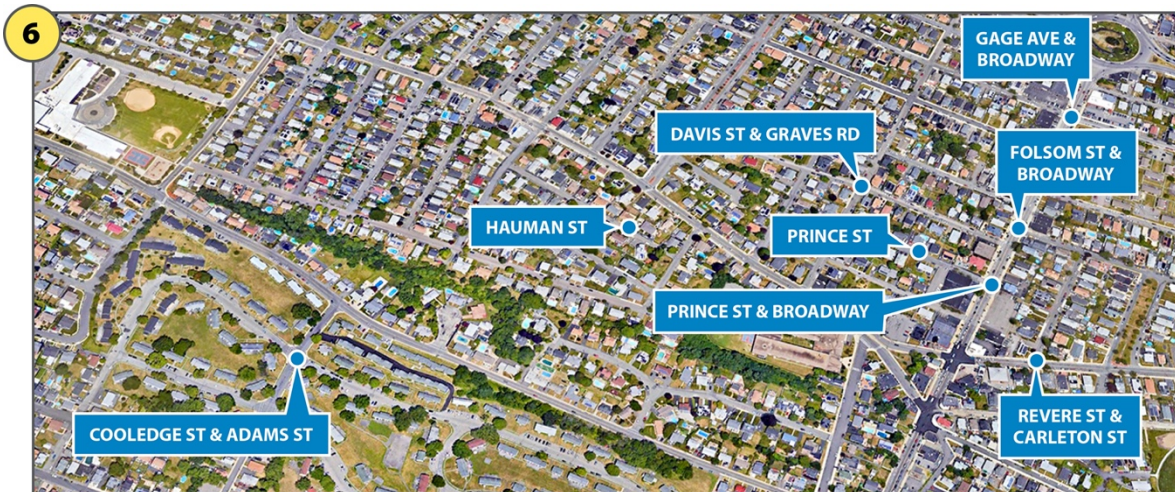 6
GAGE AVE &
BROADWAY
DAVIS ST & GRAVES RD
FOLSOM ST &
BROADWAY
HAUMAN ST
PRINCE ST
PRINCE ST & BROADWAY
COOLEDGE ST & ADAMS ST
REVERE ST &
CARLETON ST